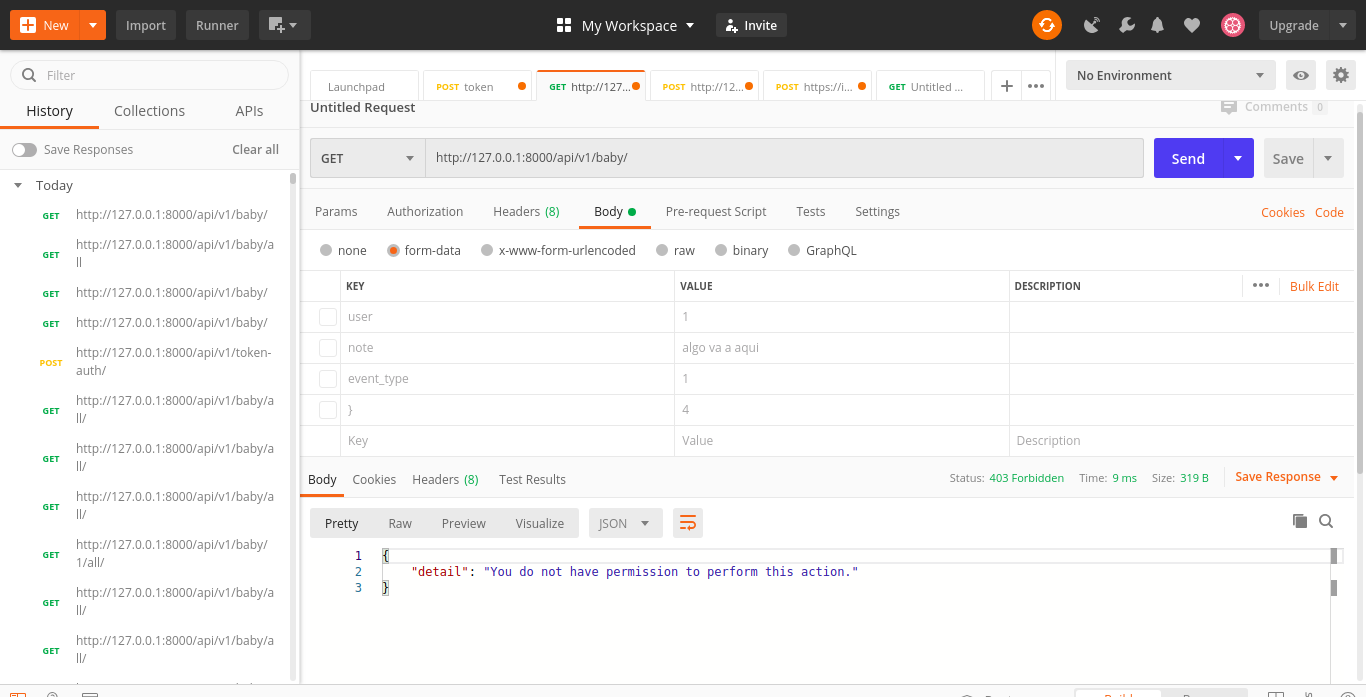 New Import Runner My Workspace Invite Upgrade
Filter
History Collections APIs
Save Responses Clear all
Today
GET http://127.0.0.1:8000/api/v1/baby/
GET http://127.0.0.1:8000/api/v1/baby/a
ll
GET http://127.0.0.1:8000/api/v1/baby/
GET http://127.0.0.1:8000/api/v1/baby/
POST http://127.0.0.1:8000/api/v1/token-
auth/
GET http://127.0.0.1:8000/api/v1/baby/a
ll/
GET http://127.0.0.1:8000/api/v1/baby/a
ll/
GET http://127.0.0.1:8000/api/v1/baby/a
ll/
GET http://127.0.0.1:8000/api/v1/baby/
1/all/
GET http://127.0.0.1:8000/api/v1/baby/a
ll/
GET http://127.0.0.1:8000/api/v1/baby/a
ll/
Launchpad POST token GET http://127... POST http://12... POST https://i... GET Untitled ... No Environment
Untitled Request Comments 0
GET http://127.0.0.1:8000/api/v1/baby/ Send Save
Params Authorization Headers (8) Body Pre-request Script Tests Settings Cookies Code
none form-data x-www-form-urlencoded raw binary GraphQL
KEY VALUE DESCRIPTION Bulk Edit
user 1
note algo va a aqui
event_type 1
} 4
Key Value Description
Body Cookies Headers (8) Test Results Status: 403 Forbidden Time: 9 ms Size: 319 B Save Response
Pretty Raw Preview Visualize JSON
1 {
2 "detail": "You do not have permission to perform this action."
3 }